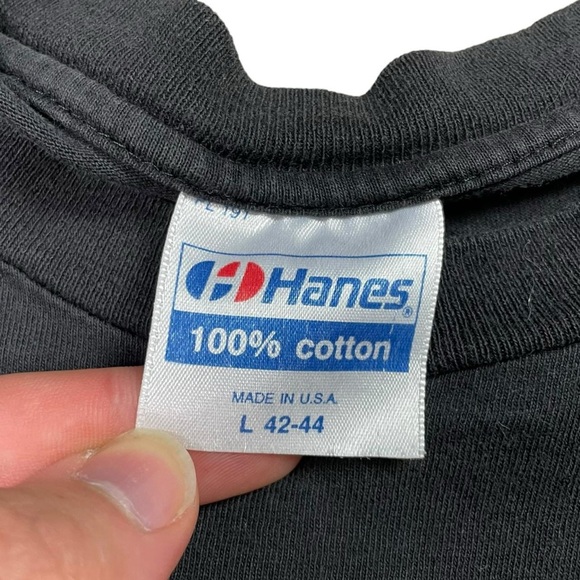 Hanes®
100% cotton
MADE IN U.S.A.
L 42-44